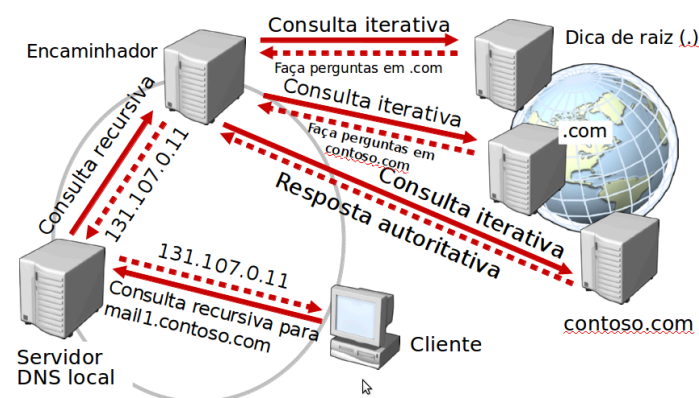 Consulta iterativa
Encaminhador
Dica de raiz (.)
Faça perguntas em .com
Consulta iterativa
Faça perguntas em
contoso.com
.com
Consulta recursiva
131.107.0.11
Consulta iterativa
Resposta autoritativa
131.107.0.11
Consulta recursiva para
mail1.contoso.com
contoso.com
Cliente
Servidor
DNS local